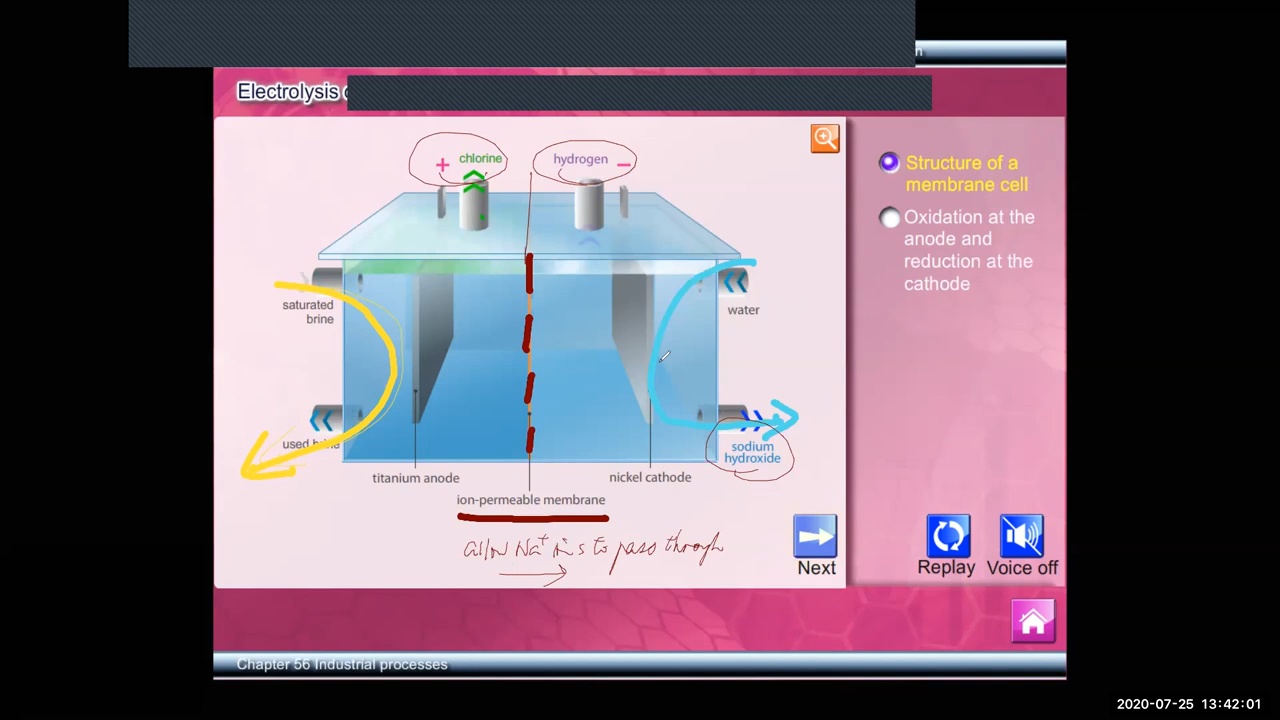 n
Electrolysis
+ chlorine
hydrogen −
Structure of a
membrane cell
Oxidation at the
anode and
reduction at the
cathode
saturated
brine
water
used brine
sodium
hydroxide
titanium anode
nickel cathode
ion-permeable membrane
allow Na+ ions to pass through
Next
Replay
Voice off
Chapter 56 Industrial processes
2020-07-25 13:42:01